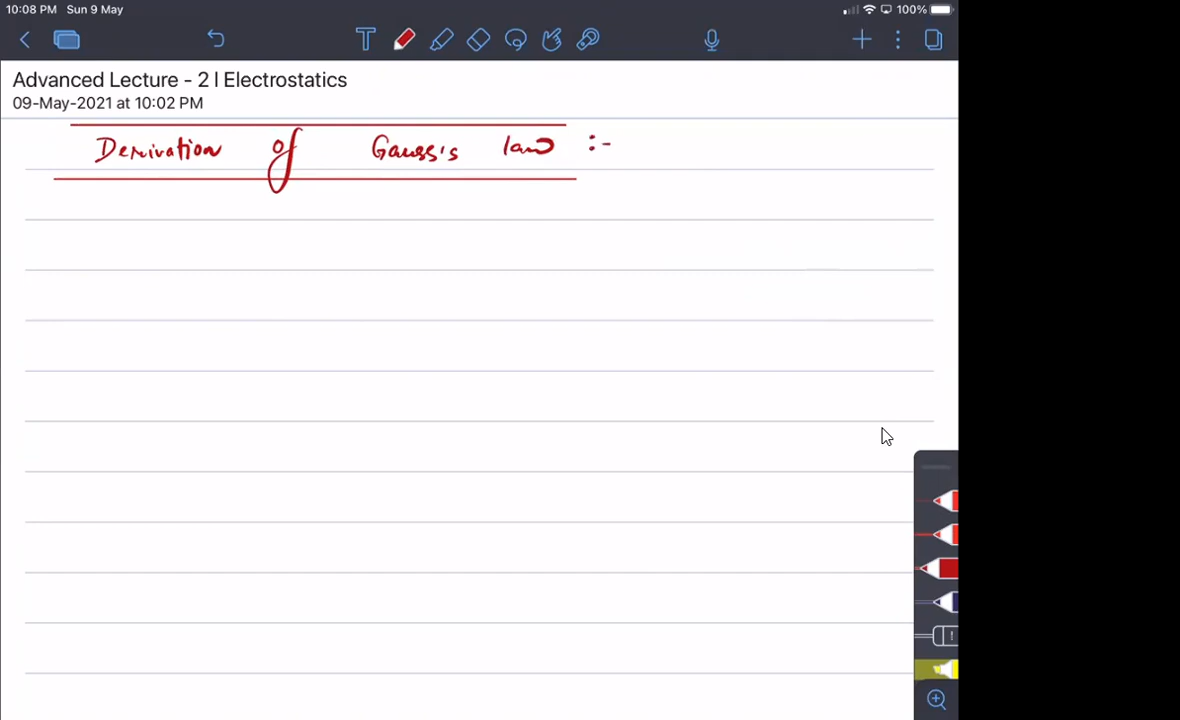 10:08 PM Sun 9 May 100%
Advanced Lecture - 2 l Electrostatics
09-May-2021 at 10:02 PM
Derivation of Gauss's law :-